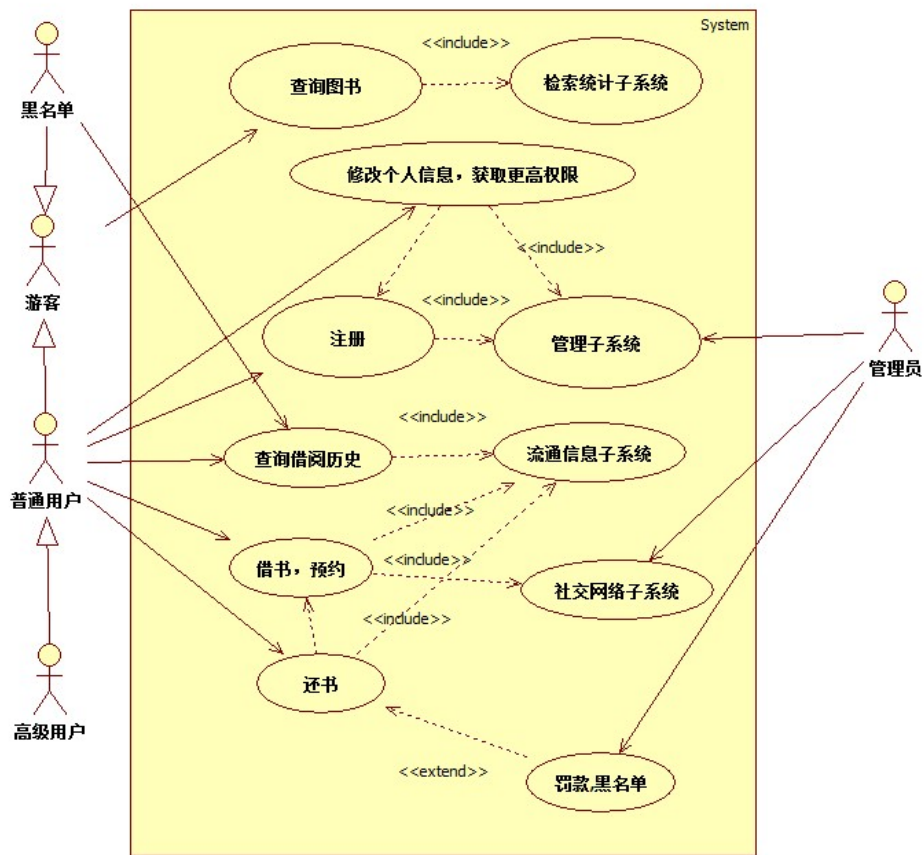 System
<<include>>
黑名单
查询图书
检索统计子系统
修改个人信息，获取更高权限
<<include>>
游客
<<include>>
注册
管理子系统
管理员
<<include>>
查询借阅历史
流通信息子系统
普通用户
<<include>>
借书，预约
<<include>>
社交网络子系统
<<include>>
还书
高级用户
<<extend>>
罚款,黑名单